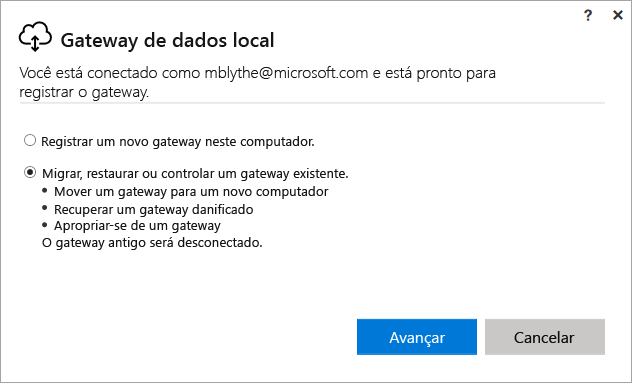 ? ×
Gateway de dados local
Você está conectado como mblythe@microsoft.com e está pronto para
registrar o gateway.
Registrar um novo gateway neste computador.
Migrar, restaurar ou controlar um gateway existente.
• Mover um gateway para um novo computador
• Recuperar um gateway danificado
• Apropriar-se de um gateway
O gateway antigo será desconectado.
Avançar Cancelar